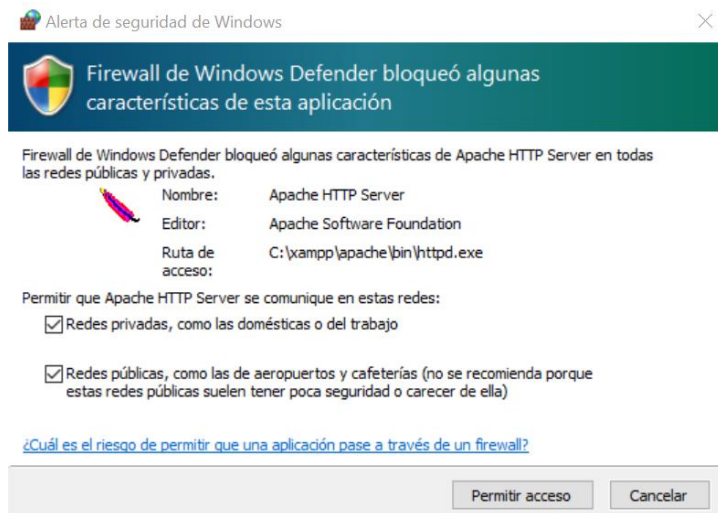 Alerta de seguridad de Windows
Firewall de Windows Defender bloqueó algunas
características de esta aplicación
Firewall de Windows Defender bloqueó algunas características de Apache HTTP Server en todas
las redes públicas y privadas.
Nombre: Apache HTTP Server
Editor: Apache Software Foundation
Ruta de C:\xampp\apache\bin\httpd.exe
acceso:
Permitir que Apache HTTP Server se comunique en estas redes:
Redes privadas, como las domésticas o del trabajo
Redes públicas, como las de aeropuertos y cafeterías (no se recomienda porque
estas redes públicas suelen tener poca seguridad o carecer de ella)
¿Cuál es el riesgo de permitir que una aplicación pase a través de un firewall?
Permitir acceso Cancelar